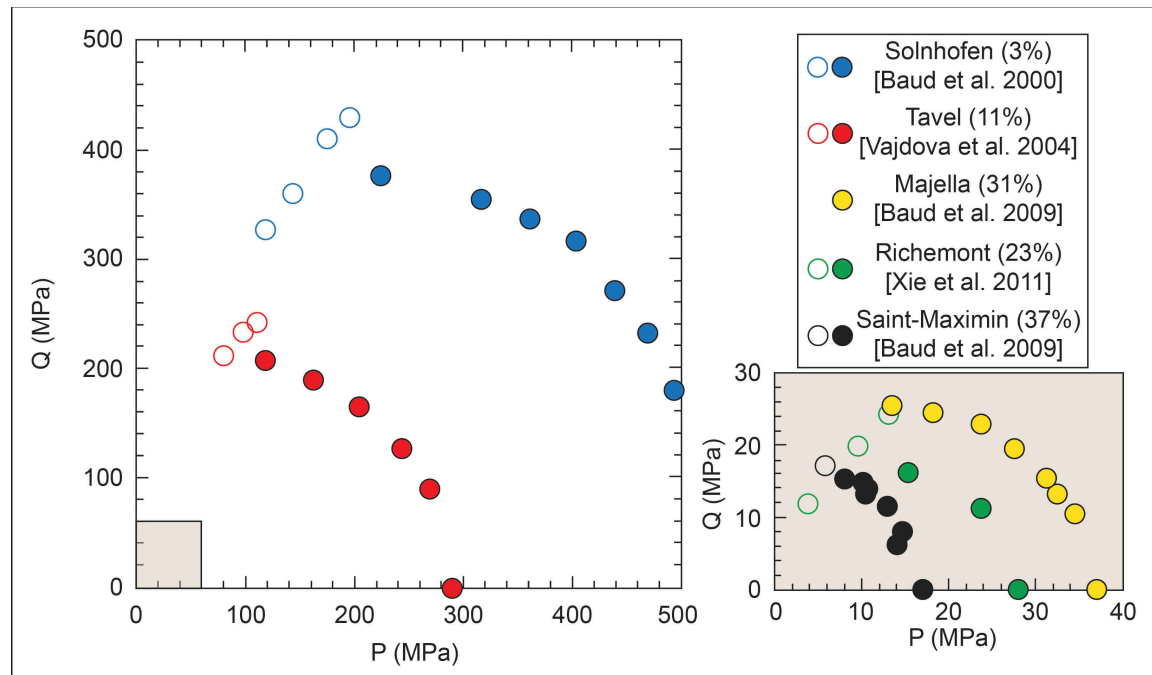 500
400
300
200
100
0
Q (MPa)
0
100
200
300
400
500
P (MPa)
Solnhofen (3%)
[Baud et al. 2000]
Tavel (11%)
[Vajdova et al. 2004]
Majella (31%)
[Baud et al. 2009]
Richemont (23%)
[Xie et al. 2011]
Saint-Maximin (37%)
[Baud et al. 2009]
30
20
10
0
Q (MPa)
0
10
20
30
40
P (MPa)